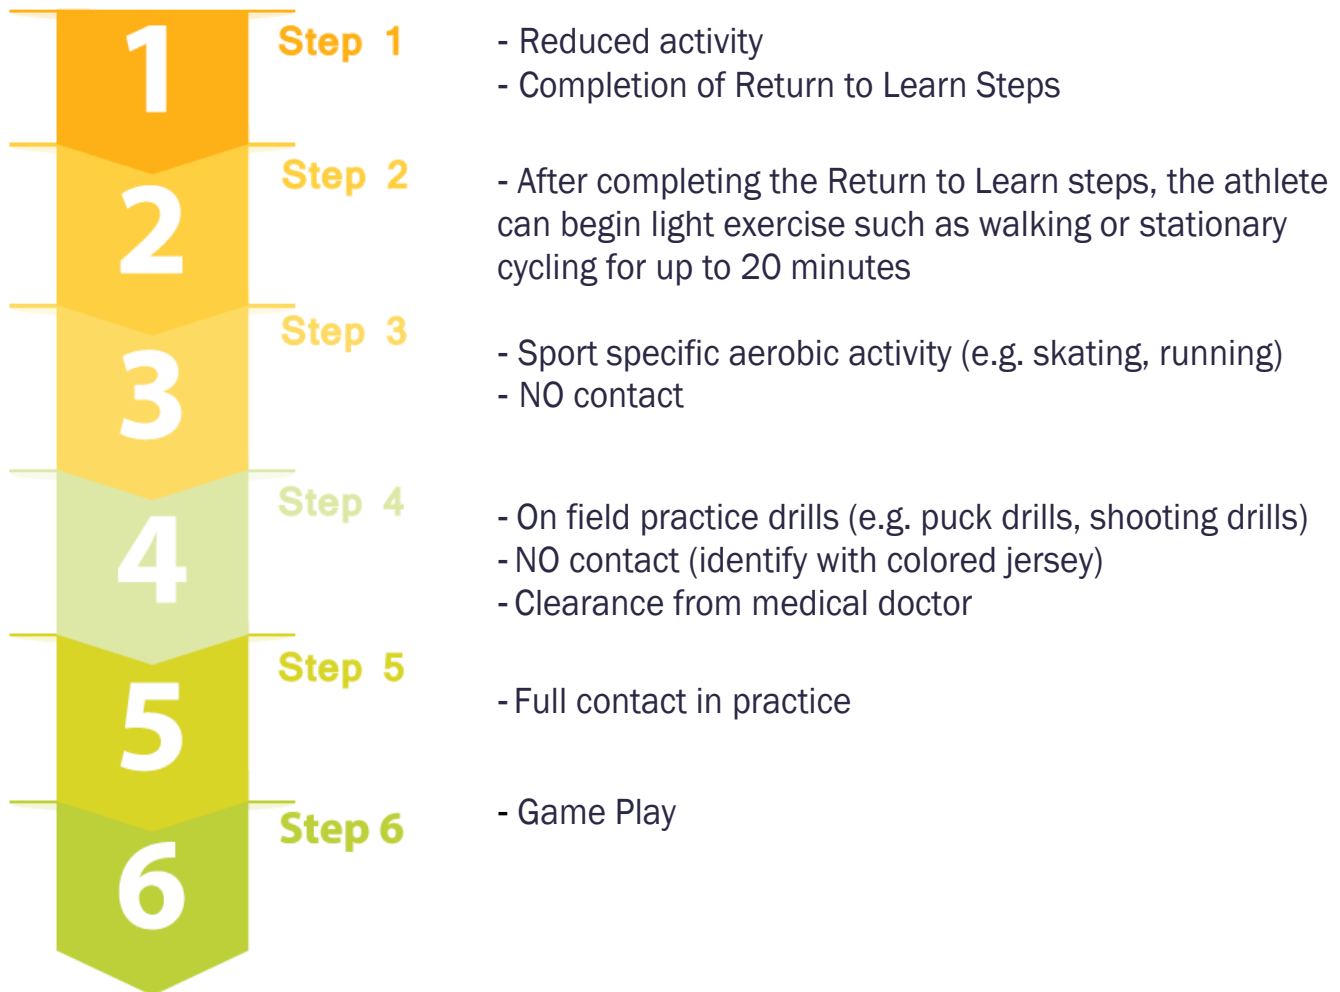 1
Step 1
- Reduced activity
- Completion of Return to Learn Steps
2
Step 2
- After completing the Return to Learn steps, the athlete
can begin light exercise such as walking or stationary
cycling for up to 20 minutes
3
Step 3
- Sport specific aerobic activity (e.g. skating, running)
- NO contact
4
Step 4
- On field practice drills (e.g. puck drills, shooting drills)
- NO contact (identify with colored jersey)
- Clearance from medical doctor
5
Step 5
- Full contact in practice
6
Step 6
- Game Play